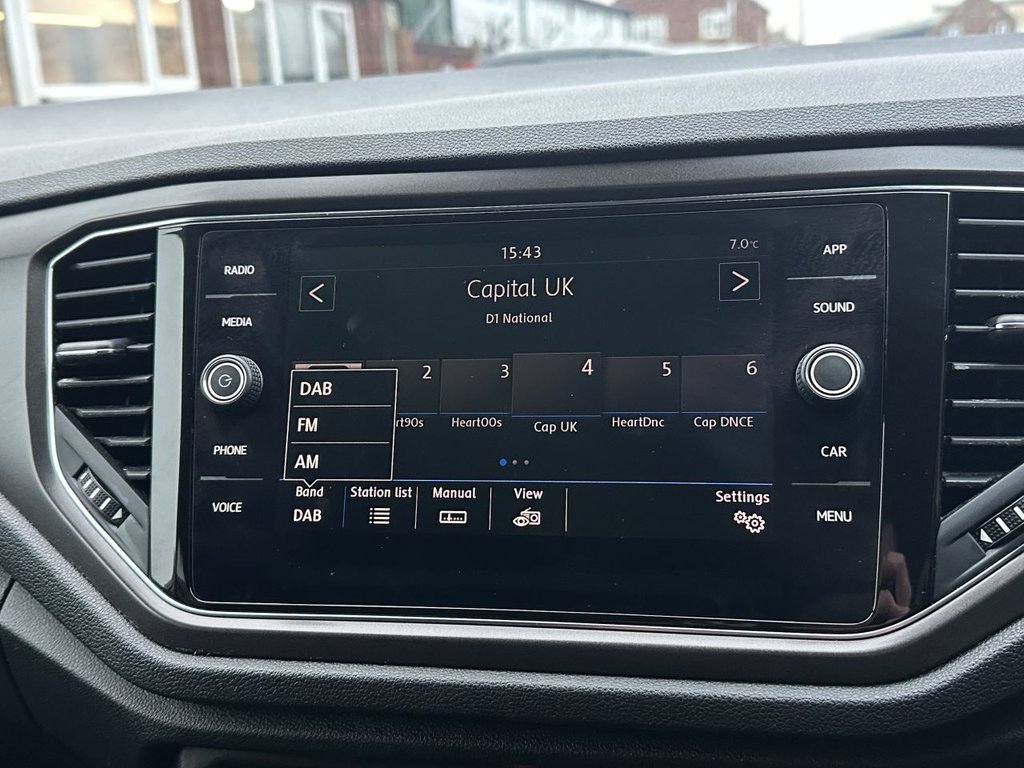 15:43
7.0°C
Capital UK
D1 National
RADIO
MEDIA
PHONE
VOICE
APP
SOUND
CAR
MENU
2 3 4 5 6
rt90s Heart00s Cap UK HeartDnc Cap DNCE
DAB
FM
AM
Band Station list Manual View Settings
DAB